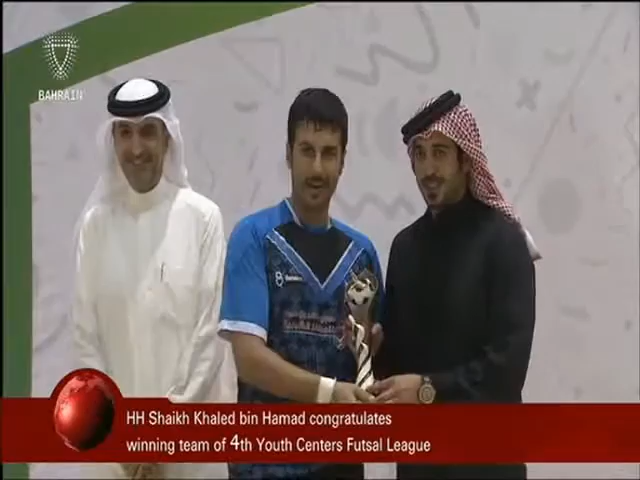 BAHRAIN
HH Shaikh Khaled bin Hamad congratulates
winning team of 4th Youth Centers Futsal League